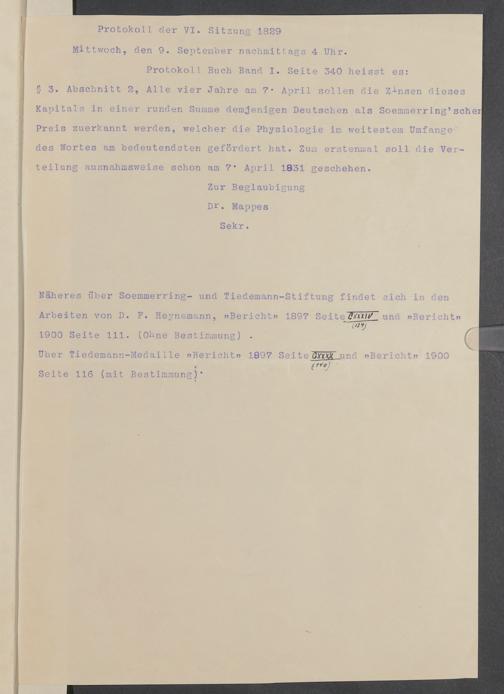 Protokoll der VI. Sitzung 1829
Mittwoch, den 9. September nachmittags 4 Uhr.
Protokoll Buch Band I. Seite 340 heisst es:
§ 3. Abschnitt 2, Alle vier Jahre am 7. April sollen die Zinsen dieses
Kapitals in einer runden Summe demjenigen Deutschen als Soemmerring'scher
Preis zuerkannt werden, welcher die Physiologie im weitestem Umfange
des Wortes am bedeutendsten gefördert hat. Zum erstenmal soll die Ver-
teilung ausnahmsweise schon am 7. April 1831 geschehen.
Zur Beglaubigung
Dr. Mappes
Sekr.
Näheres über Soemmerring- und Tiedemann-Stiftung findet sich in den
Arbeiten von D. F. Heynemann, »Bericht» 1897 Seite CXXXIV und »Bericht»
(134)
1900 Seite 111. (Ohne Bestimmung) .
Über Tiedemann-Medaille »Bericht» 1897 Seite CXXXX und »Bericht» 1900
(140)
Seite 116 (mit Bestimmung).